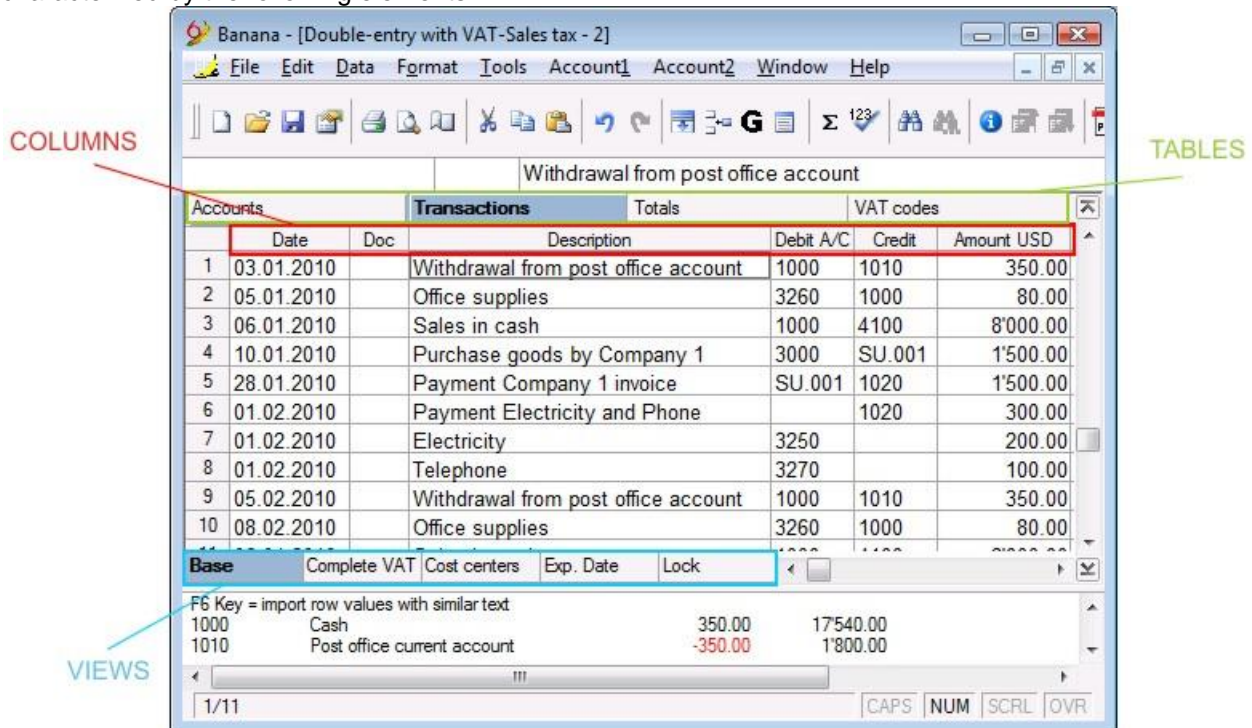 Banana - [Double-entry with VAT-Sales tax - 2]
File Edit Data Format Tools Account1 Account2 Window Help
G Σ 123
COLUMNS
TABLES
Withdrawal from post office account
Accounts Transactions Totals VAT codes
Date Doc Description Debit A/C Credit Amount USD
1 03.01.2010 Withdrawal from post office account 1000 1010 350.00
2 05.01.2010 Office supplies 3260 1000 80.00
3 06.01.2010 Sales in cash 1000 4100 8'000.00
4 10.01.2010 Purchase goods by Company 1 3000 SU.001 1'500.00
5 28.01.2010 Payment Company 1 invoice SU.001 1020 1'500.00
6 01.02.2010 Payment Electricity and Phone 1020 300.00
7 01.02.2010 Electricity 3250 200.00
8 01.02.2010 Telephone 3270 100.00
9 05.02.2010 Withdrawal from post office account 1000 1010 350.00
10 08.02.2010 Office supplies 3260 1000 80.00
Base Complete VAT Cost centers Exp. Date Lock
F6 Key = import row values with similar text
1000 Cash 350.00 17'540.00
1010 Post office current account -350.00 1'800.00
VIEWS
1/11 CAPS NUM SCRL OVR